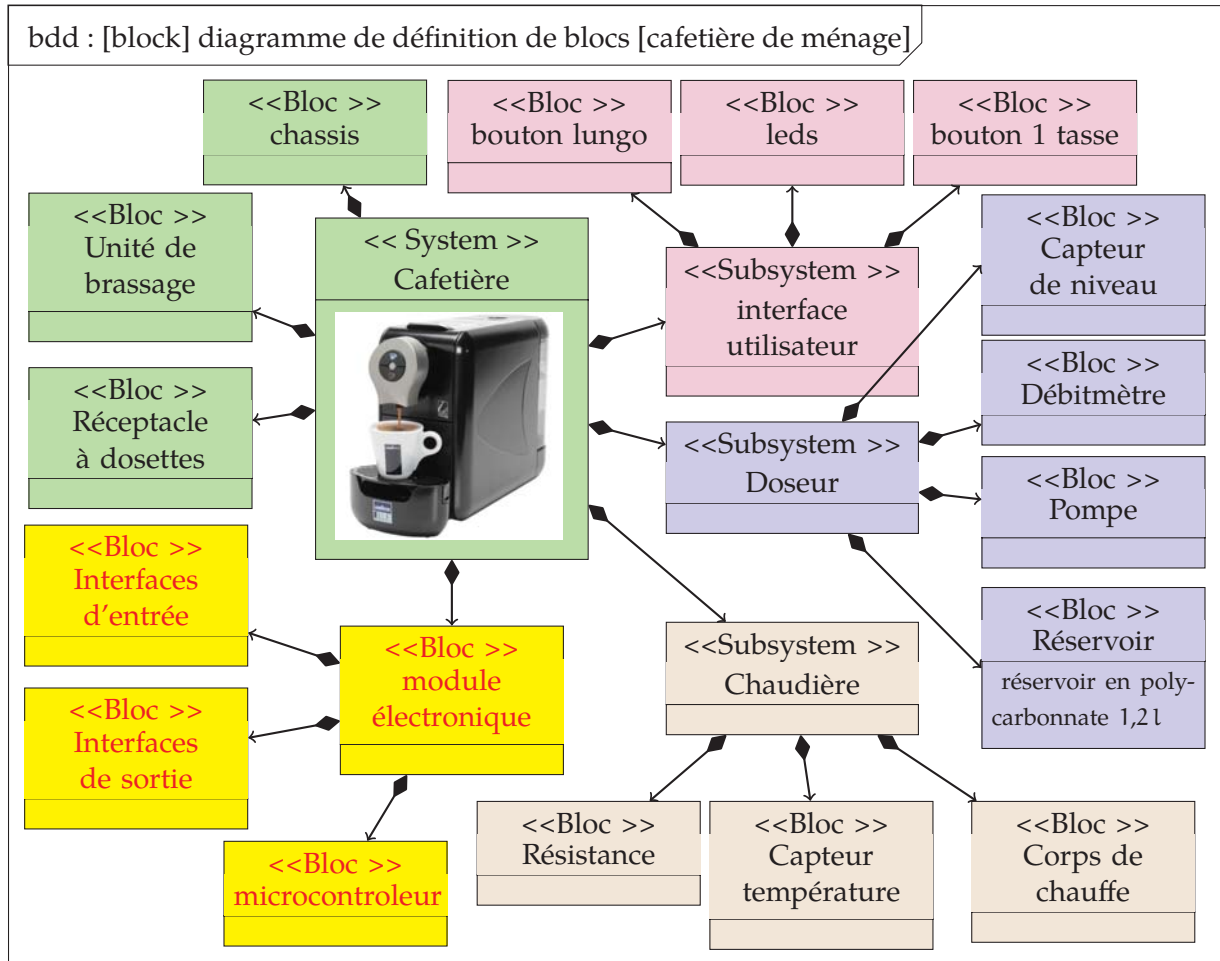 bdd : [block] diagramme de définition de blocs [cafetière de ménage]
<<Bloc >>
chassis
<<Bloc >>
bouton lungo
<<Bloc >>
leds
<<Bloc >>
bouton 1 tasse
<<Bloc >>
Unité de
brassage
<< System >>
Cafetière
<<Subsystem >>
interface
utilisateur
<<Bloc >>
Capteur
de niveau
<<Bloc >>
Réceptacle
à dosettes
<<Subsystem >>
Doseur
<<Bloc >>
Débitmètre
<<Bloc >>
Pompe
<<Bloc >>
Interfaces
d'entrée
<<Bloc >>
module
électronique
<<Subsystem >>
Chaudière
<<Bloc >>
Réservoir
réservoir en poly-
carbonnate 1,2 l
<<Bloc >>
Interfaces
de sortie
<<Bloc >>
microcontroleur
<<Bloc >>
Résistance
<<Bloc >>
Capteur
température
<<Bloc >>
Corps de
chauffe